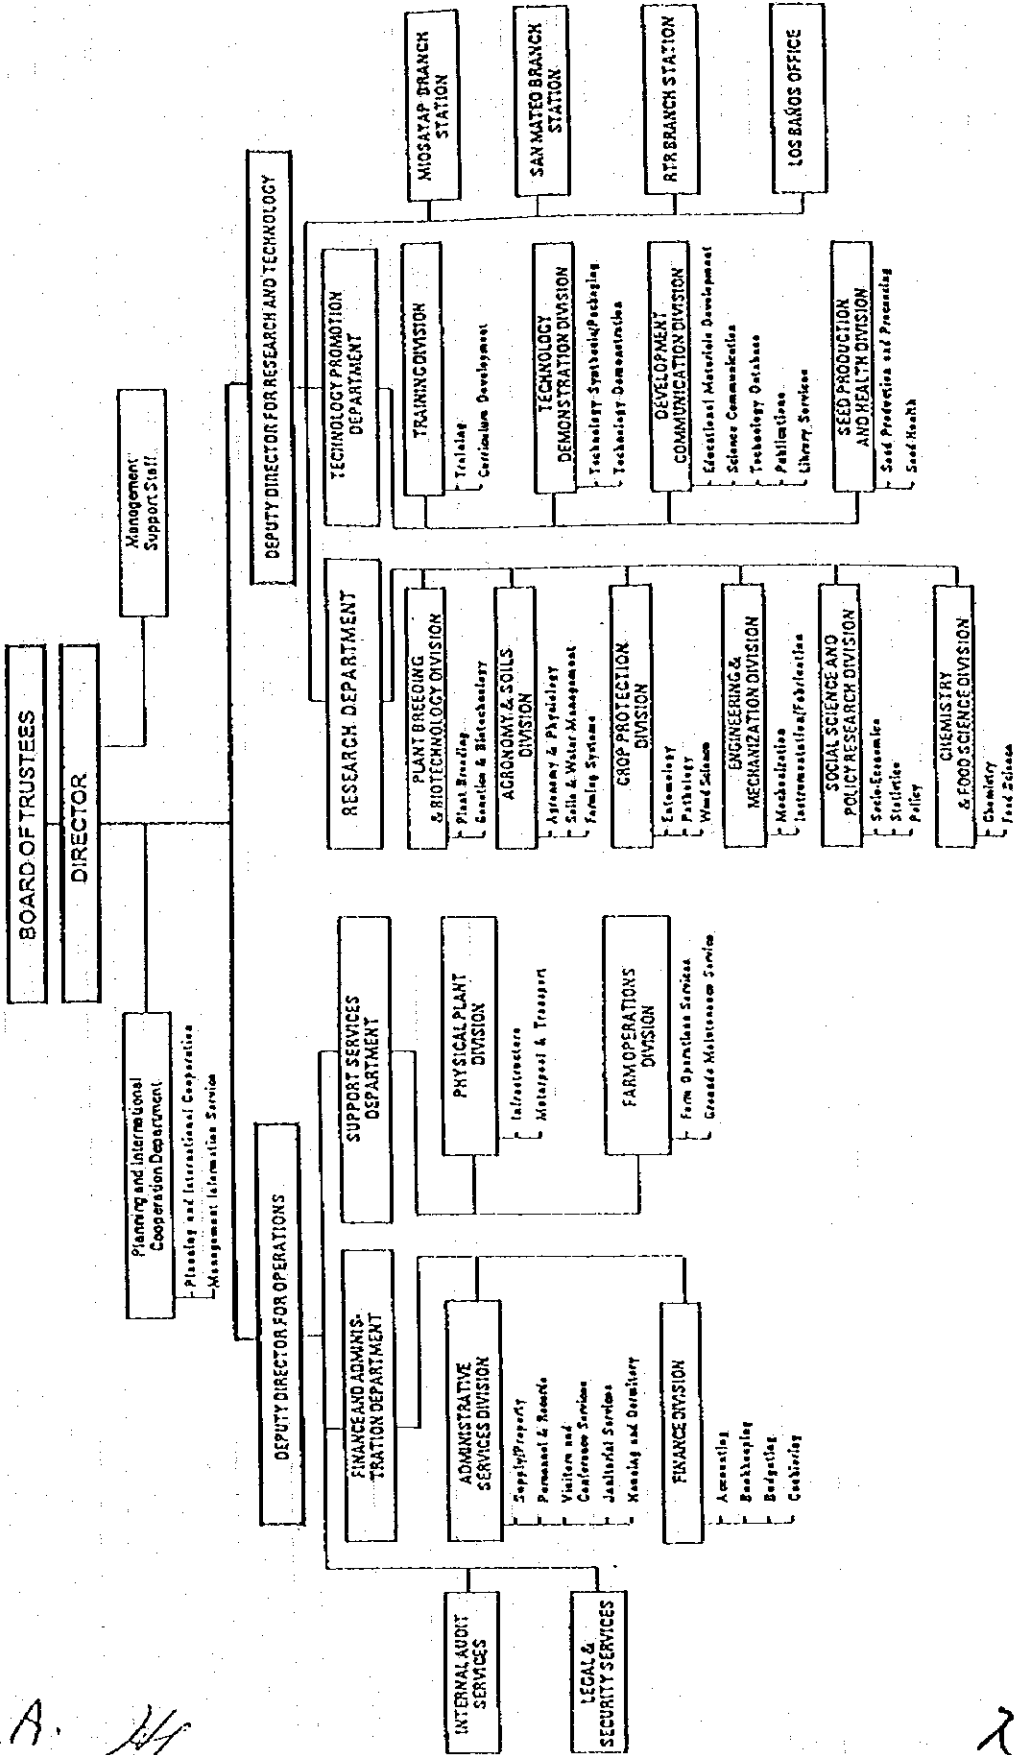 BOARD OF TRUSTEES
DIRECTOR
Management
Support Staff
Planning and International
Cooperation Department
Planning and International Cooperation
Management Information Service
DEPUTY DIRECTOR FOR OPERATIONS
DEPUTY DIRECTOR FOR RESEARCH AND TECHNOLOGY
INTERNAL AUDIT
SERVICES
LEGAL &
SECURITY SERVICES
FINANCE AND ADMINIS-
TRATION DEPARTMENT
ADMINISTRATIVE
SERVICES DIVISION
Supply/Property
Personnel & Records
Visitors and
Conference Services
Janitorial Services
Housing and Dormitory
FINANCE DIVISION
Accounting
Bookkeeping
Budgeting
Cashiering
SUPPORT SERVICES
DEPARTMENT
PHYSICAL PLANT
DIVISION
Infrastructure
Motorpool & Transport
FARM OPERATIONS
DIVISION
Farm Operations Services
Grounds Maintenance Service
RESEARCH DEPARTMENT
PLANT BREEDING
& BIOTECHNOLOGY DIVISION
Plant Breeding
Genetics & Biotechnology
AGRONOMY & SOILS
DIVISION
Agronomy & Physiology
Soils & Water Management
Farming Systems
CROP PROTECTION
DIVISION
Entomology
Pathology
Weed Science
ENGINEERING &
MECHANIZATION DIVISION
Mechanization
Instrumentation/Fabrication
SOCIAL SCIENCE AND
POLICY RESEARCH DIVISION
Socio-Economics
Statistics
Policy
CHEMISTRY
& FOOD SCIENCE DIVISION
Chemistry
Food Science
TECHNOLOGY PROMOTION
DEPARTMENT
TRAINING DIVISION
Training
Curriculum Development
TECHNOLOGY
DEMONSTRATION DIVISION
Technology Synthesis/Packaging
Technology Demonstration
DEVELOPMENT
COMMUNICATION DIVISION
Educational Materials Development
Science Communication
Technology Database
Publications
Library Services
SEED PRODUCTION
AND HEALTH DIVISION
Seed Production and Processing
Seed Health
MIDSAYAP BRANCH
STATION
SAN MATEO BRANCH
STATION
RTR BRANCH STATION
LOS BAÑOS OFFICE
A.